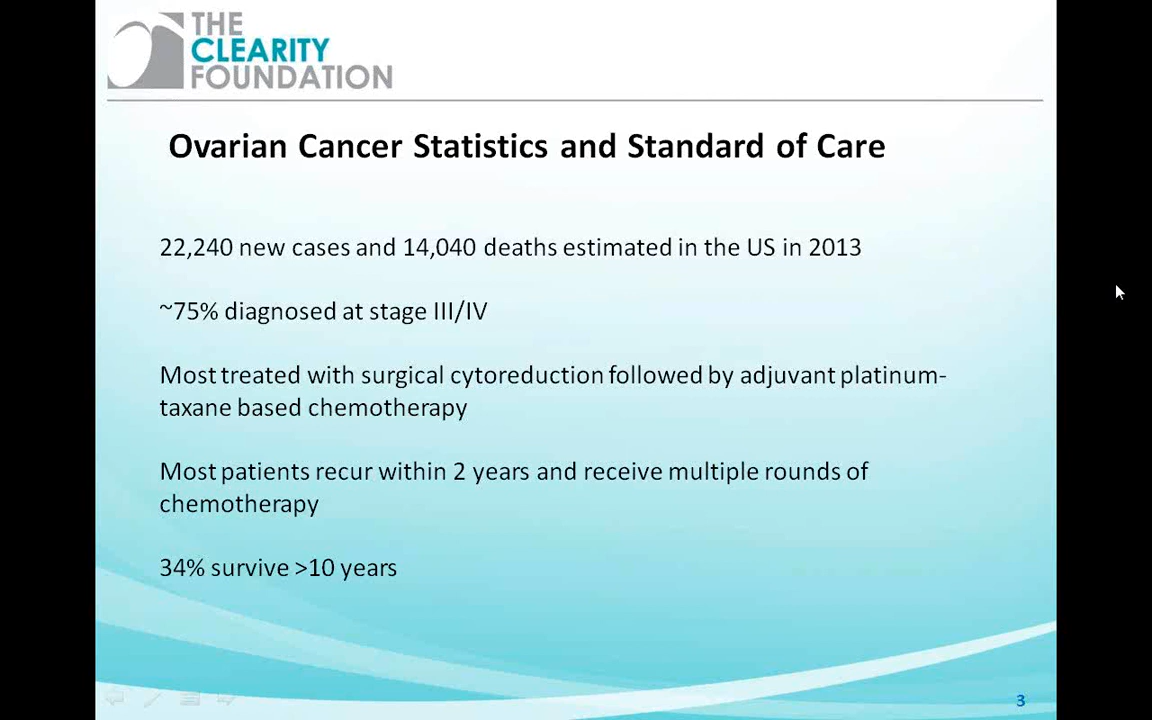 THE
CLEARITY
FOUNDATION
Ovarian Cancer Statistics and Standard of Care
22,240 new cases and 14,040 deaths estimated in the US in 2013
~75% diagnosed at stage III/IV
Most treated with surgical cytoreduction followed by adjuvant platinum-
taxane based chemotherapy
Most patients recur within 2 years and receive multiple rounds of
chemotherapy
34% survive >10 years
3